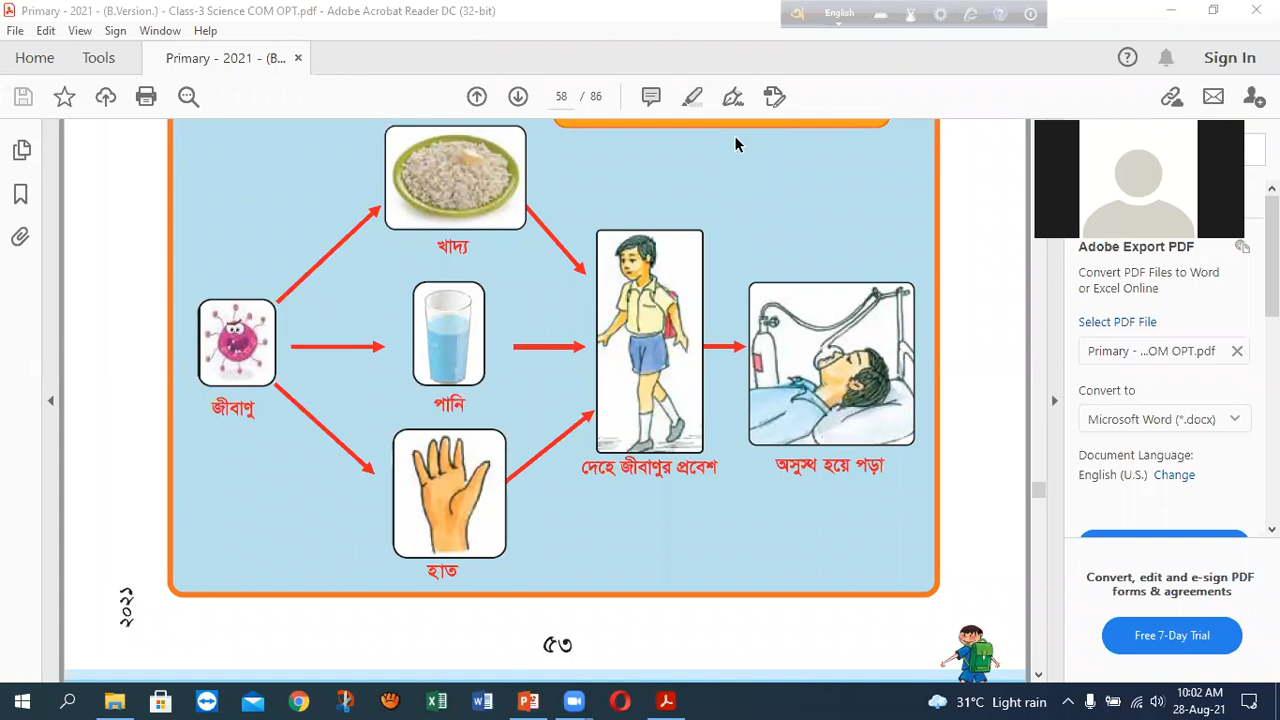 Primary - 2021 - (B.Version.) - Class-3 Science COM OPT.pdf - Adobe Acrobat Reader DC (32-bit)
English
File Edit View Sign Window Help
Home Tools Primary - 2021 - (B... × Sign In
58 / 86
খাদ্য
জীবাণু
পানি
দেহে জীবাণুর প্রবেশ
অসুস্থ হয়ে পড়া
হাত
২০২১
৫৩
Adobe Export PDF
Convert PDF Files to Word
or Excel Online
Select PDF File
Primary - ...OM OPT.pdf
Convert to
Microsoft Word (*.docx)
Document Language:
English (U.S.) Change
Convert, edit and e-sign PDF
forms & agreements
Free 7-Day Trial
31°C Light rain
10:02 AM
28-Aug-21